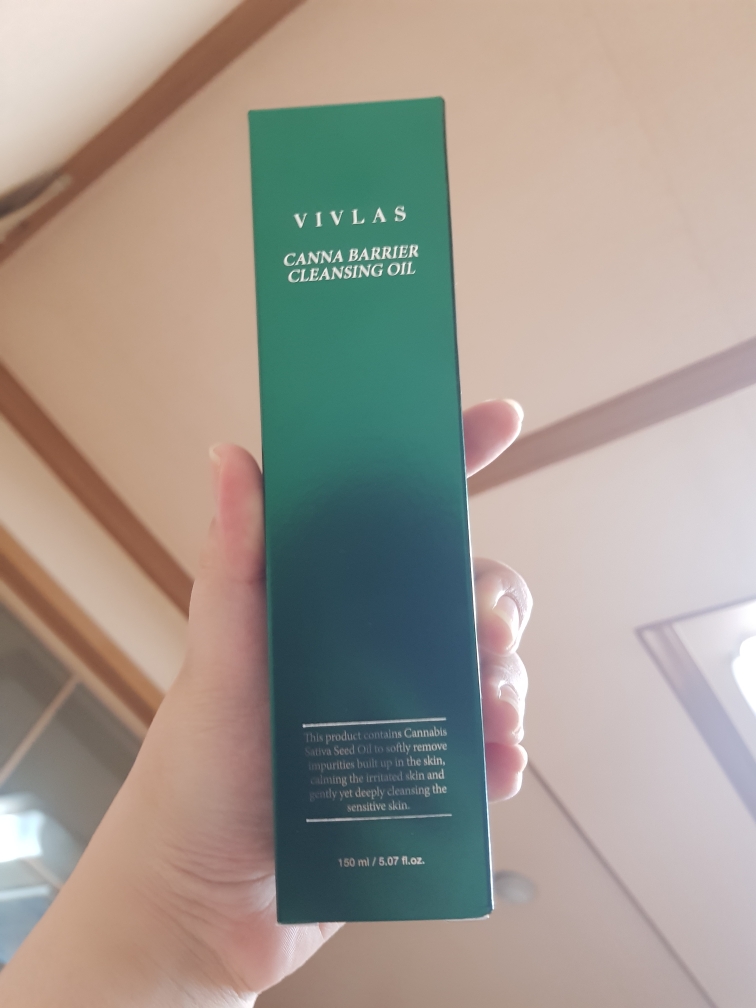 VIVLAS
CANNA BARRIER
CLEANSING OIL
This product contains Cannabis
Sativa Seed Oil to softly remove
impurities built up in the skin,
calming the irritated skin and
gently yet deeply cleansing the
sensitive skin.
150 ml / 5.07 fl.oz.